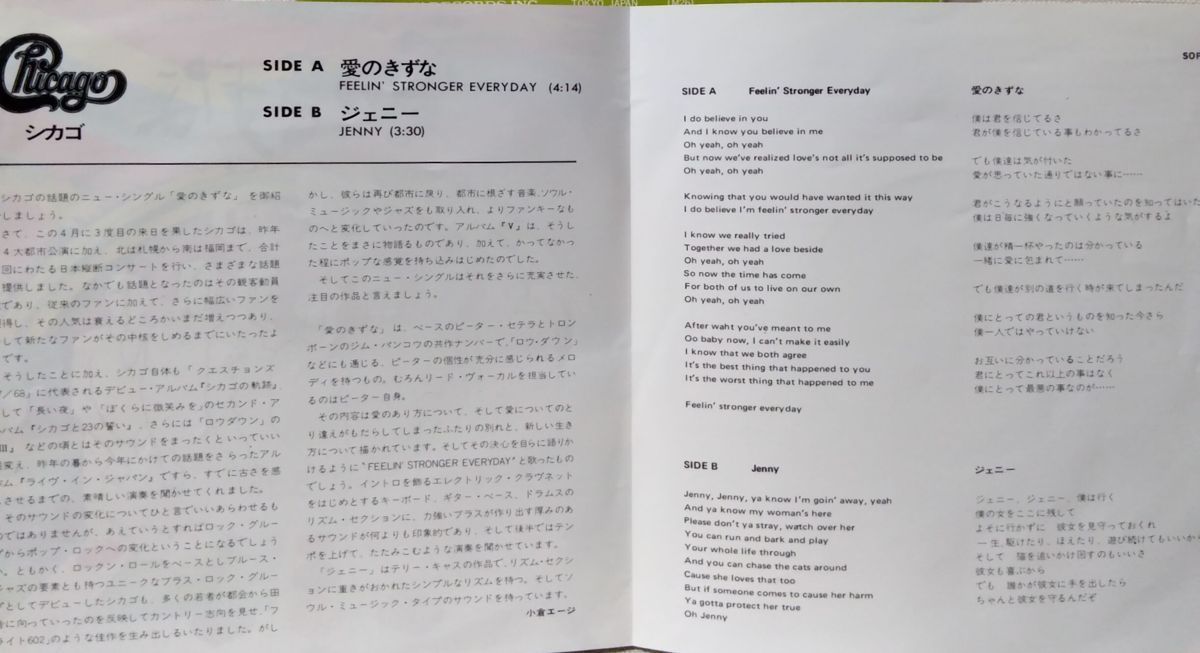 RECORDS INC.
TOKYO, JAPAN
Chicago
シカゴ
SIDE A 愛のきずな
FEELIN' STRONGER EVERYDAY (4:14)
SIDE B ジェニー
JENNY (3:30)
シカゴの話題のニュー・シングル「愛のきずな」を御紹
しましょう。
さて、この4月に3度目の来日を果したシカゴは、昨年
4大都市公演に加え、北は札幌から南は福岡まで、合計
回にわたる日本縦断コンサートを行い、さまざまな話題
提供しました。なかでも話題となったのはその観客動員
であり、従来のファンに加えて、さらに幅広いファンを
得し、その人気は衰えるどころかいまだ増えつつあり、
して新たなファンがその中核をしめるまでにいたったよ
です。
そうしたことに加え、シカゴ自体も「クエスチョンズ
/68」に代表されるデビュー・アルバム『シカゴの軌跡』、
して「長い夜」や「ぼくらに微笑みを」のセカンド・ア
バム『シカゴと23の誓い』、さらには「ロウダウン」の
Ⅲ』などの頃とはそのサウンドをまったくといっていい
変え、昨年の暮から今年にかけての話題をさらったアル
ム『ライヴ・イン・ジャパン』ですら、すでに古さを感
させるまでの、素晴しい演奏を聞かせてくれました。
そのサウンドの変化についてひと言でいいあらわせるも
のではありませんが、あえていうとすればロック・グルー
プからポップ・ロックへの変化ということになるでしょう
。ともかく、ロックン・ロールをベースとしブルース・
ジャズの要素とも持つユニークなブラス・ロック・グルー
プとしてデビューしたシカゴも、多くの若者が都会から田
に向っていったのを反映してカントリー志向を見せ、「フ
ライト602」のような佳作を生み出しもいたりました。がし
かし、彼らは再び都市に戻り、都市に根ざす音楽、ソウル・
ミュージックやジャズをも取り入れ、よりファンキーなも
のへと変化していったのです。アルバム『Ⅴ』は、そうし
たことをまさに物語るものであり、加えて、かってなかっ
た程にポップな感覚を持ち込みはじめたのでした。
そしてこのニュー・シングルはそれをさらに充実させた、
注目の作品と言えましょう。
「愛のきずな」は、ベースのピーター・セテラとトロン
ボーンのジム・パンコウの共作ナンバーで、「ロウ・ダウン」
などにも通じる、ピーターの個性が充分に感じられるメロ
ディを持つもの。むろんリード・ヴォーカルを担当してい
るのはピーター自身。
その内容は愛のあり方について、そして愛についてのと
り違えがもたらしてしまったふたりの別れと、新しい生き
方について描かれています。そしてその決心を自らに語りか
けるように“FEELIN' STRONGER EVERYDAY”と歌ったもの
でしょう。イントロを飾るエレクトリック・クラヴネット
をはじめとするキーボード、ギター・ベース、ドラムスの
リズム・セクションに、力強いブラスが作り出す厚みのあ
るサウンドが何よりも印象的であり、そして後半ではテン
ポを上げて、たたみこむような演奏を聞かせています。
「ジェニー」はテリー・キャスの作品で、リズム・セクシ
ョンに重きがおかれたシンプルなリズムを持つ。そしてソ
ウル・ミュージック・タイプのサウンドを持っています。
小倉エージ
SIDE A Feelin' Stronger Everyday
I do believe in you
And I know you believe in me
Oh yeah, oh yeah
But now we've realized love's not all it's supposed to be
Oh yeah, oh yeah
Knowing that you would have wanted it this way
I do believe I'm feelin' stronger everyday
I know we really tried
Together we had a love beside
Oh yeah, oh yeah
So now the time has come
For both of us to live on our own
Oh yeah, oh yeah
After waht you've meant to me
Oo baby now, I can't make it easily
I know that we both agree
It's the best thing that happened to you
It's the worst thing that happened to me
Feelin' stronger everyday
SIDE B Jenny
Jenny, Jenny, ya know I'm goin' away, yeah
And ya know my woman's here
Please don't ya stray, watch over her
You can run and bark and play
Your whole life through
And you can chase the cats around
Cause she loves that too
But if someone comes to cause her harm
Ya gotta protect her true
Oh Jenny
愛のきずな
僕は君を信じてるさ
君が僕を信じている事もわかってるさ
でも僕達は気が付いた
愛が思っていた通りではない事に……
君がこうなるようにと願っていたのを知ってはいた
僕は日毎に強くなっていくような気がするよ
僕達が精一杯やったのは分かっている
一緒に愛に包まれて……
でも僕達が別の道を行く時が来てしまったんだ
僕にとっての君というものを知った今さら
僕一人ではやっていけない
お互いに分かっていることだろう
君にとってこれ以上の事はなく
僕にとって最悪の事なのが……
ジェニー
ジェニー、ジェニー、僕は行く
僕の女をここに残して
よそに行かずに 彼女を見守っておくれ
一生、駆けたり、ほえたり、遊び続けてもいいから
そして 猫を追いかけ回すのもいいさ
彼女も喜ぶから
でも 誰かが彼女に手を出したら
ちゃんと彼女を守るんだぞ